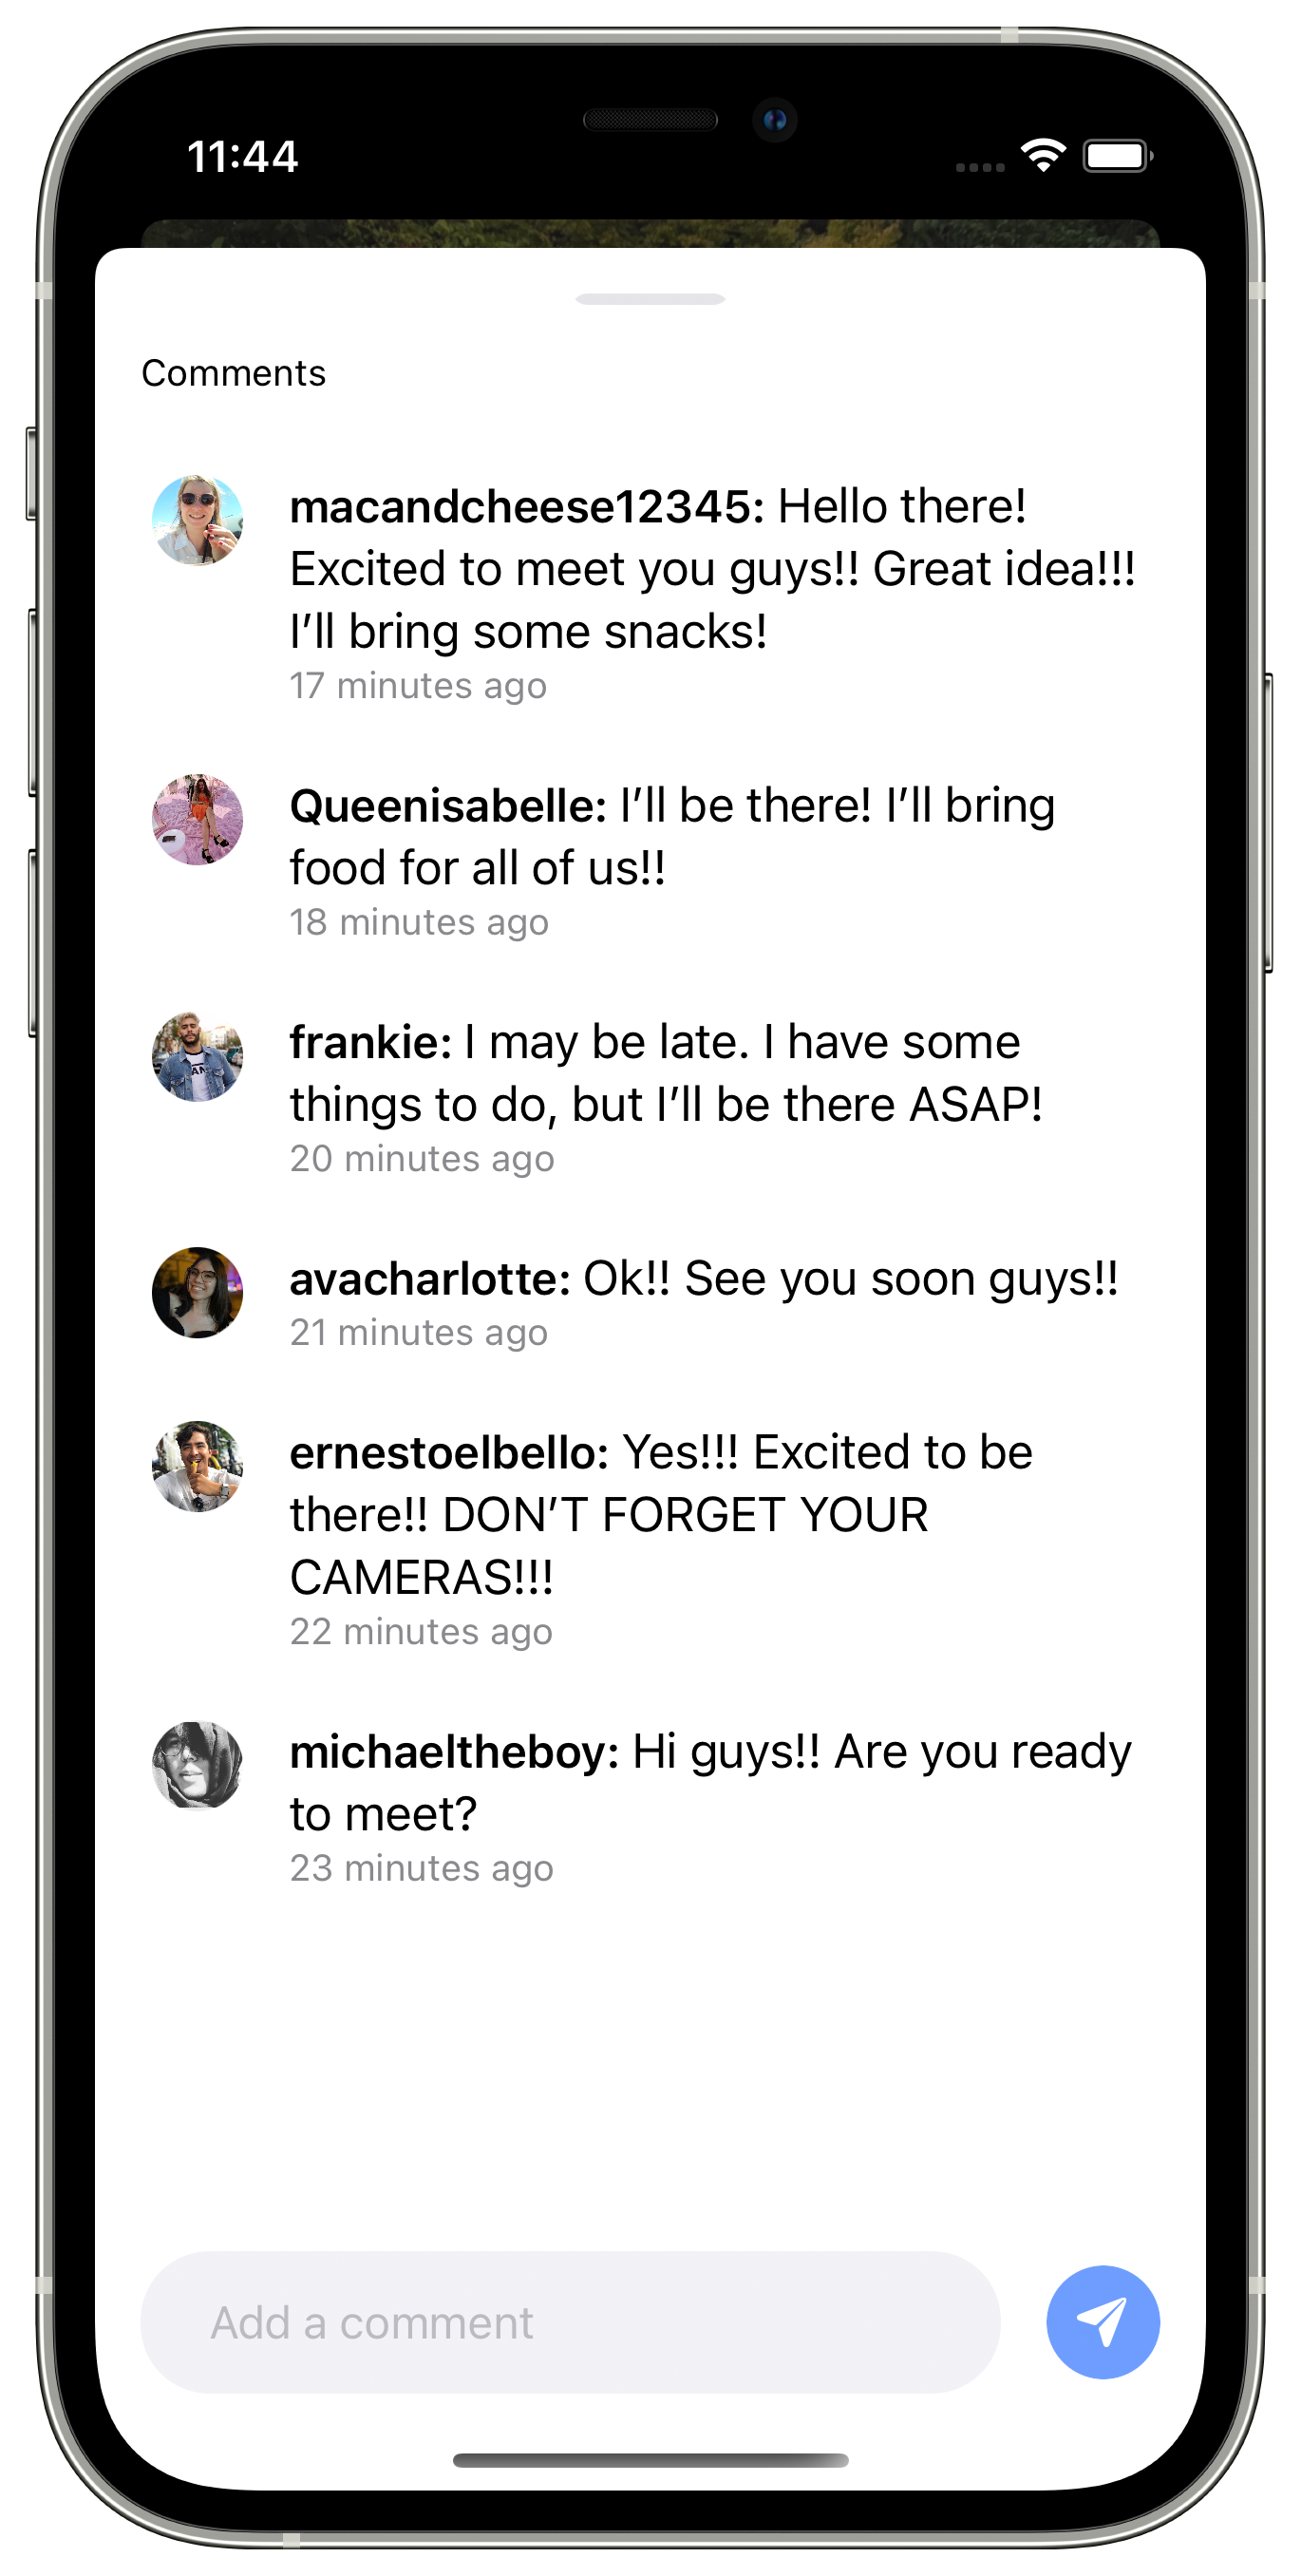 11:44
Comments
macandcheese12345: Hello there!
Excited to meet you guys!! Great idea!!!
I’ll bring some snacks!
17 minutes ago
Queenisabelle: I’ll be there! I’ll bring
food for all of us!!
18 minutes ago
frankie: I may be late. I have some
things to do, but I’ll be there ASAP!
20 minutes ago
avacharlotte: Ok!! See you soon guys!!
21 minutes ago
ernestoelbello: Yes!!! Excited to be
there!! DON’T FORGET YOUR
CAMERAS!!!
22 minutes ago
michaeltheboy: Hi guys!! Are you ready
to meet?
23 minutes ago
Add a comment